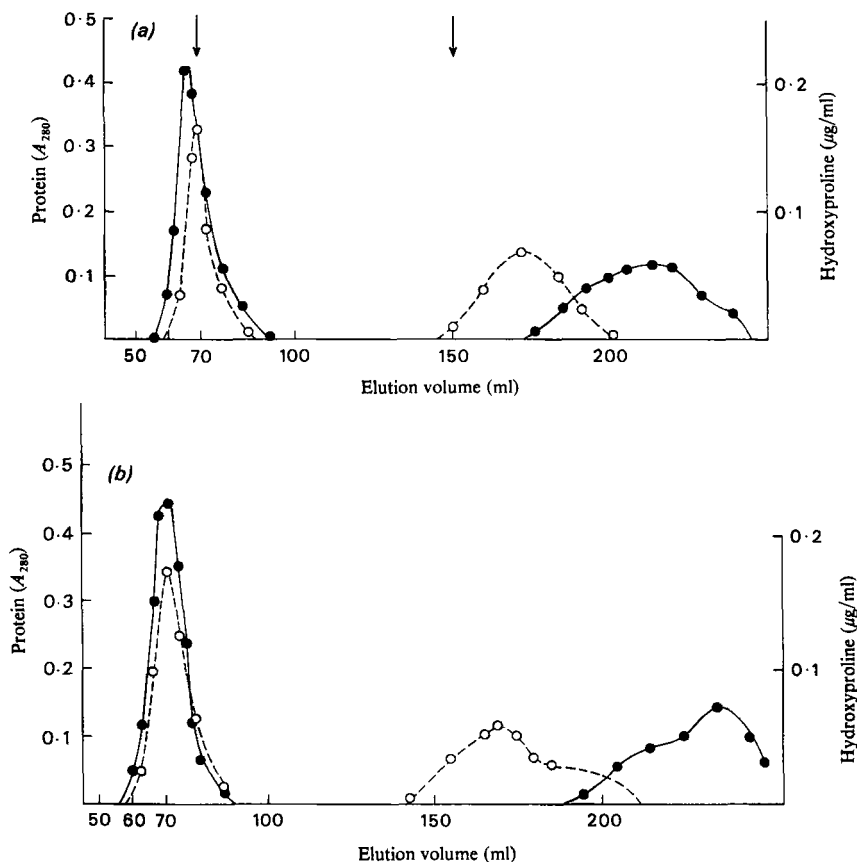 (a)
0·5
0·4
0·3
0·2
0·1
Protein (A280)
0·2
0·1
Hydroxyproline (μg/ml)
50 70 100 150 200
Elution volume (ml)
(b)
0·5
0·4
0·3
0·2
0·1
Protein (A280)
0·2
0·1
Hydroxyproline (μg/ml)
50 60 70 100 150 200
Elution volume (ml)